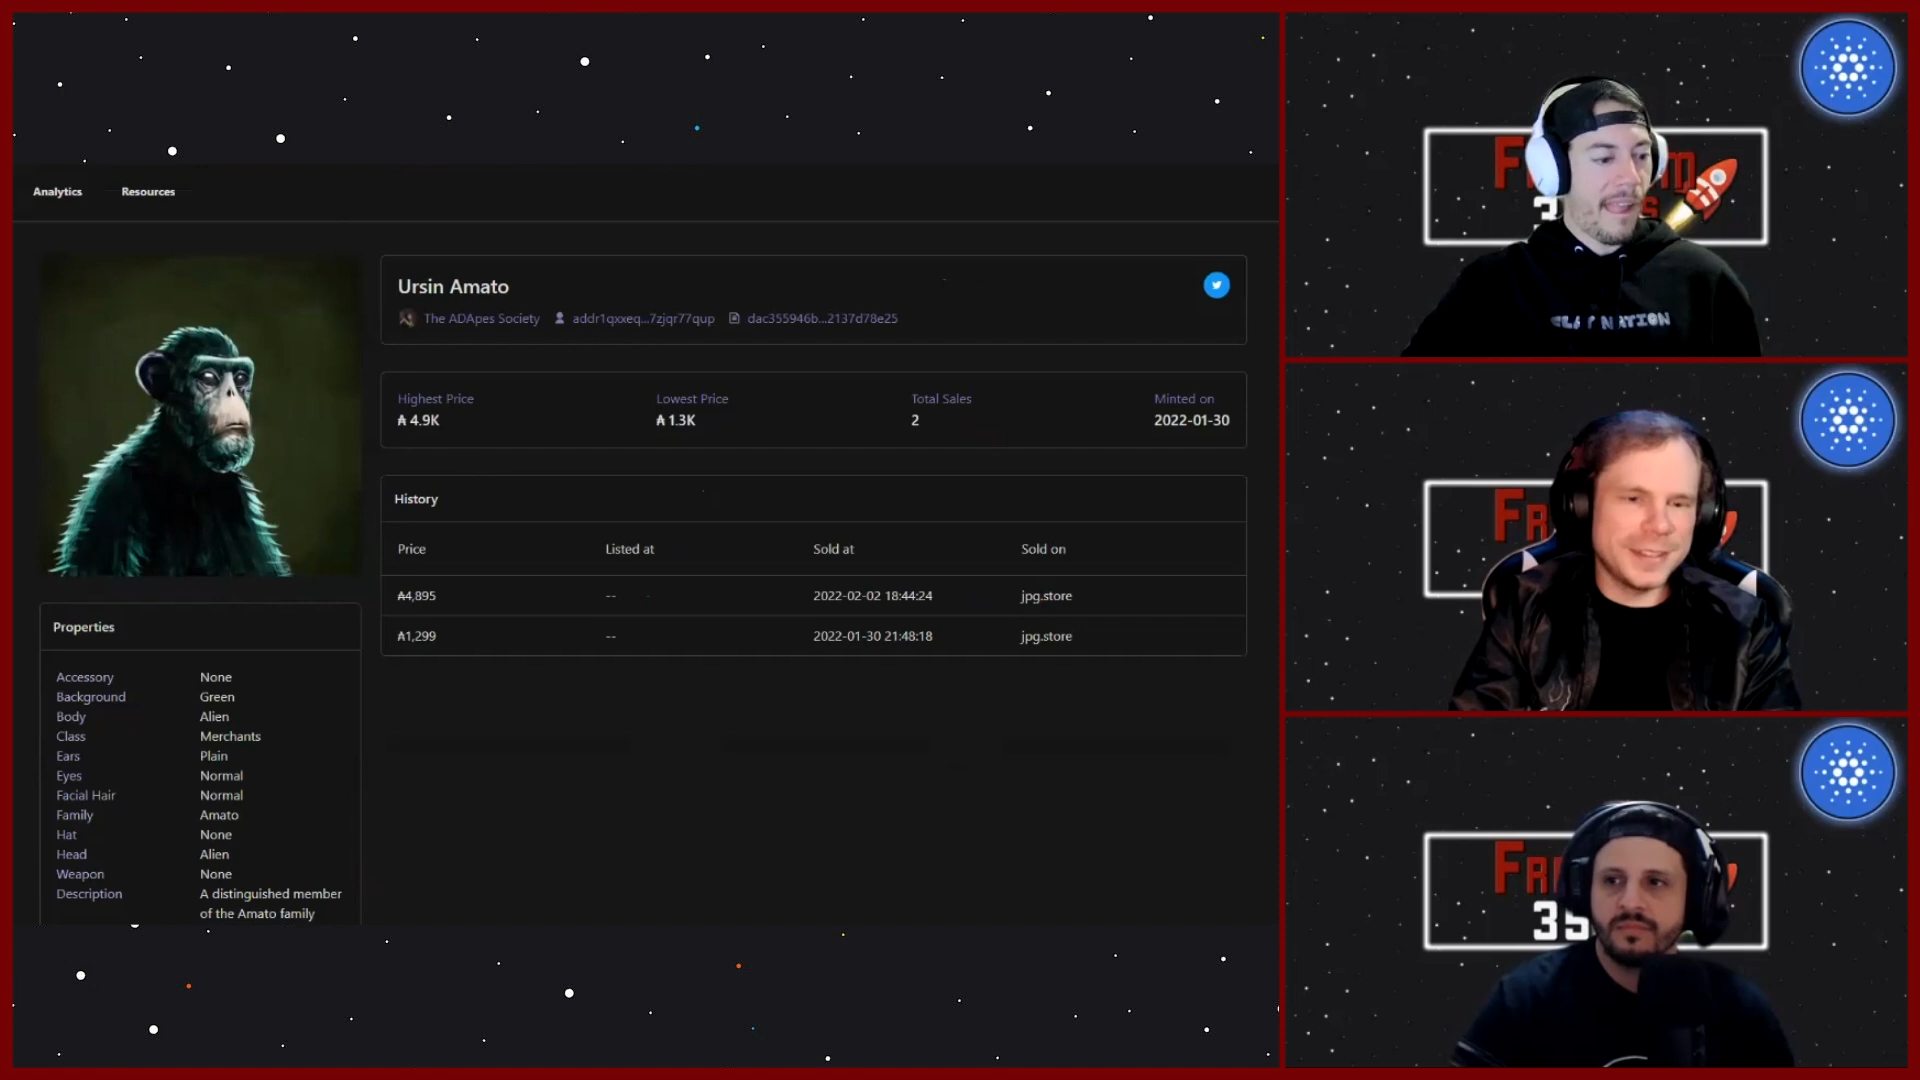 Analytics Resources
Ursin Amato
The ADApes Society addr1qxxeq...7zjqr77qup dac355946b...2137d78e25
Highest Price Lowest Price Total Sales Minted on
₳ 4.9K ₳ 1.3K 2 2022-01-30
History
Price Listed at Sold at Sold on
₳4,895 -- 2022-02-02 18:44:24 jpg.store
₳1,299 -- 2022-01-30 21:48:18 jpg.store
Properties
Accessory None
Background Green
Body Alien
Class Merchants
Ears Plain
Eyes Normal
Facial Hair Normal
Family Amato
Hat None
Head Alien
Weapon None
Description A distinguished member
of the Amato family
CLAY NATION
35